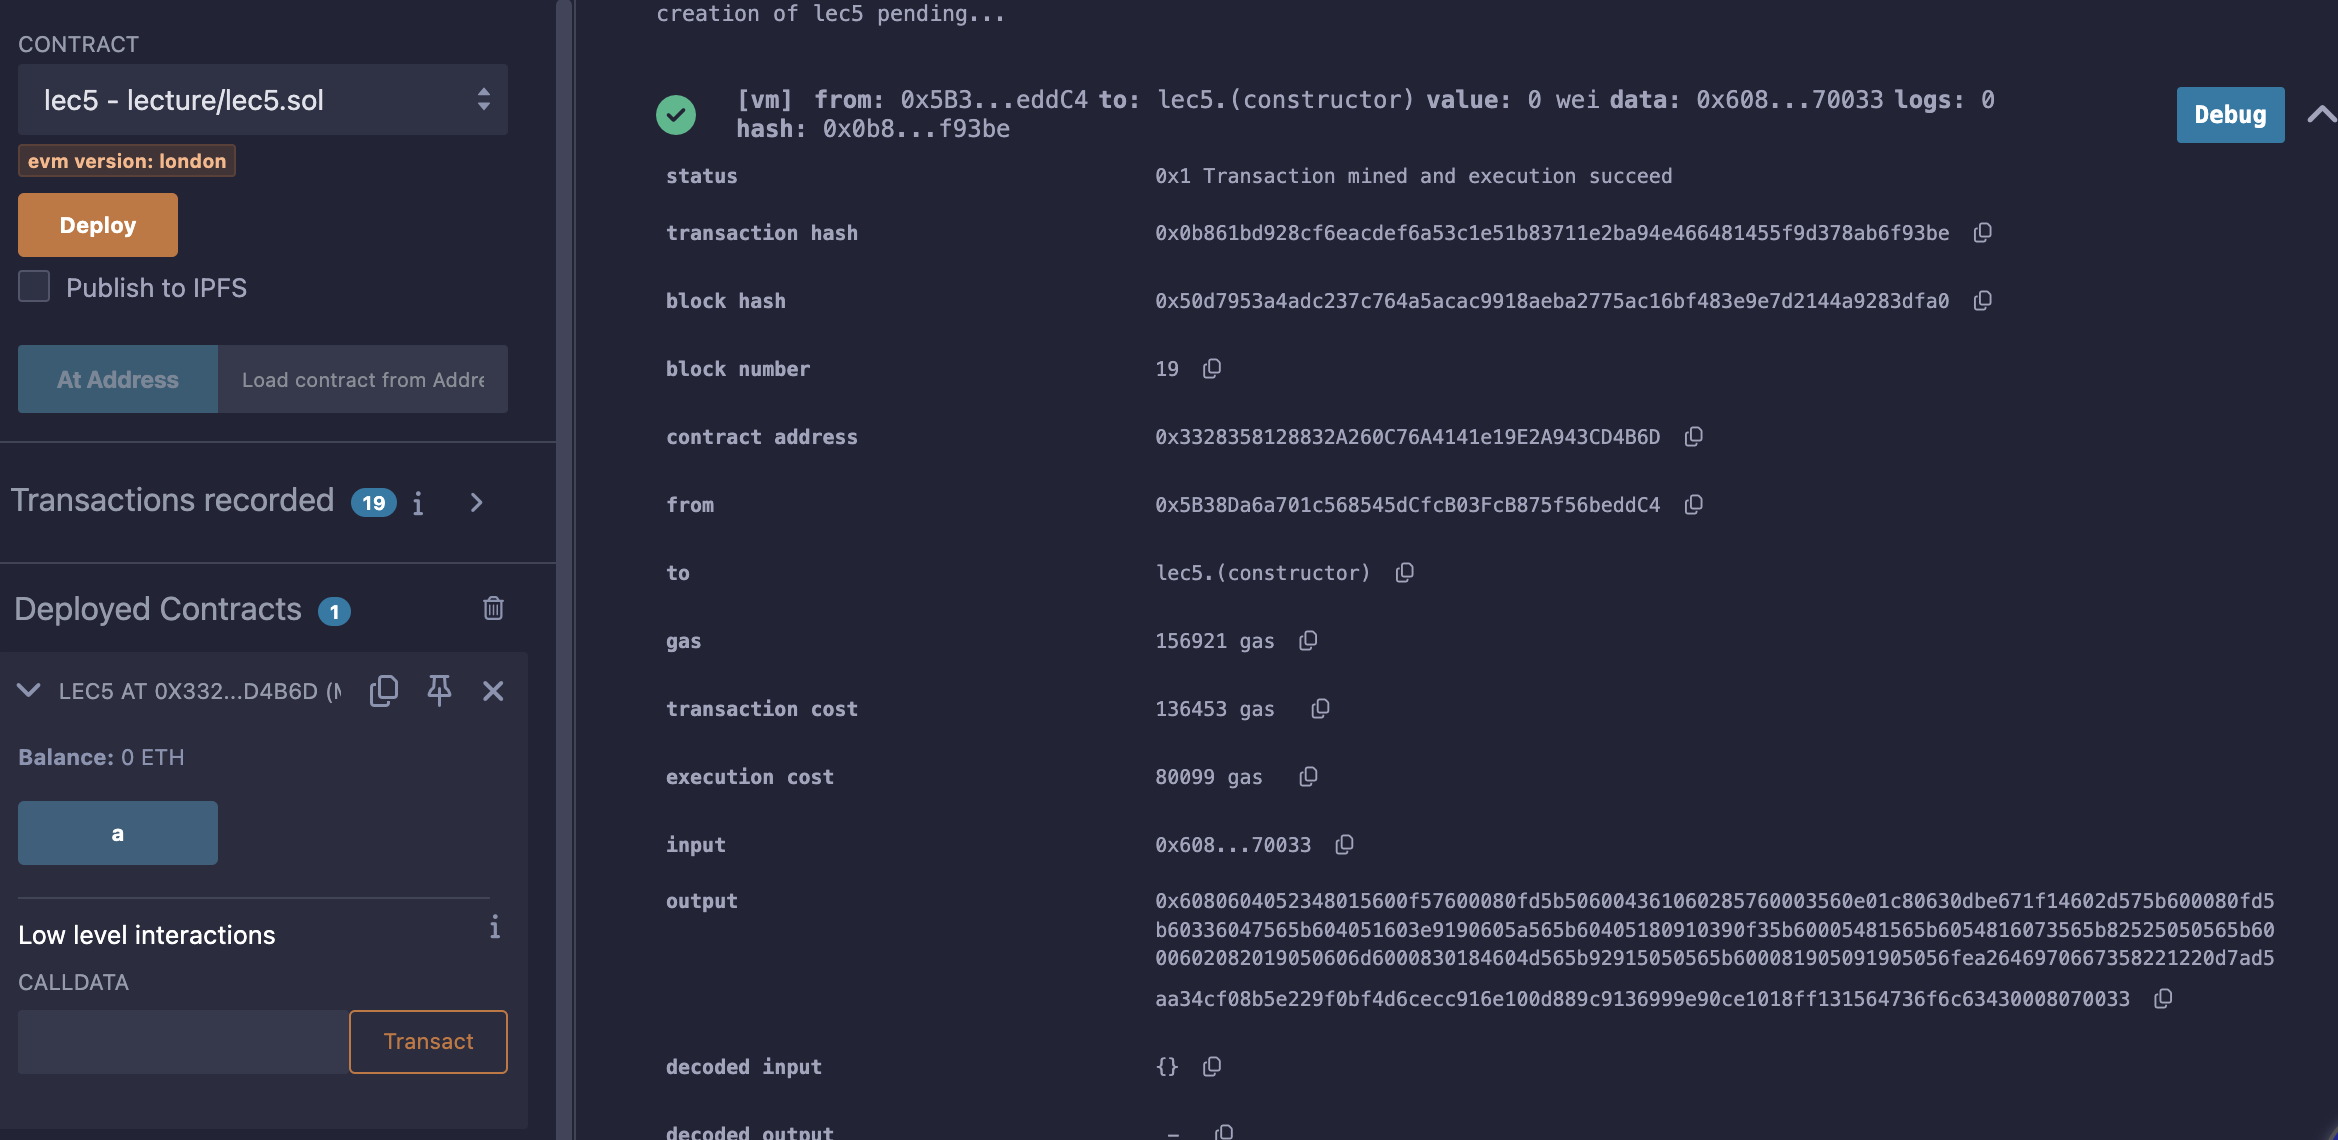 CONTRACT
lec5 - lecture/lec5.sol
evm version: london
Deploy
Publish to IPFS
At Address
Load contract from Addre
Transactions recorded 19 i
Deployed Contracts 1
LEC5 AT 0X332...D4B6D (M
Balance: 0 ETH
a
Low level interactions i
CALLDATA
Transact
creation of lec5 pending...
[vm] from: 0x5B3...eddC4 to: lec5.(constructor) value: 0 wei data: 0x608...70033 logs: 0
hash: 0x0b8...f93be
Debug
status 0x1 Transaction mined and execution succeed
transaction hash 0x0b861bd928cf6eacdef6a53c1e51b83711e2ba94e466481455f9d378ab6f93be
block hash 0x50d7953a4adc237c764a5acac9918aeba2775ac16bf483e9e7d2144a9283dfa0
block number 19
contract address 0x3328358128832A260C76A4141e19E2A943CD4B6D
from 0x5B38Da6a701c568545dCfcB03FcB875f56beddC4
to lec5.(constructor)
gas 156921 gas
transaction cost 136453 gas
execution cost 80099 gas
input 0x608...70033
output 0x6080604052348015600f57600080fd5b506004361060285760003560e01c80630dbe671f14602d575b600080fd5
b60336047565b604051603e9190605a565b60405180910390f35b60005481565b6054816073565b82525050565b60
0060208201905060606d6000830184604d565b92915050565b600081905091905056fea2646970667358221220d7ad5
aa34cf08b5e229f0bf4d6cecc916e100d889c9136999e90ce1018ff131564736f6c63430008070033
decoded input {}
decoded output -